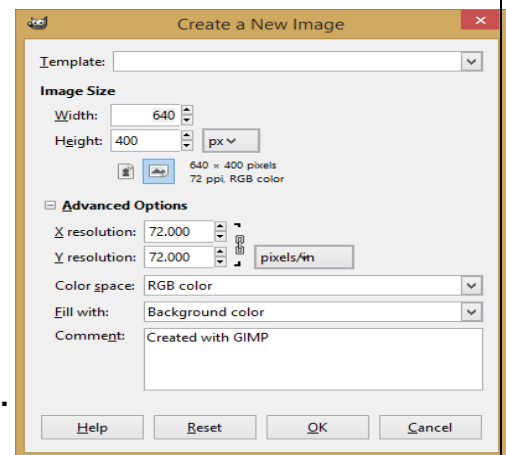 Create a New Image
Template:
Image Size
Width: 640
Height: 400 px
640 × 400 pixels
72 ppi, RGB color
Advanced Options
X resolution: 72.000
Y resolution: 72.000 pixels/in
Color space: RGB color
Fill with: Background color
Comment: Created with GIMP
.
Help Reset OK Cancel